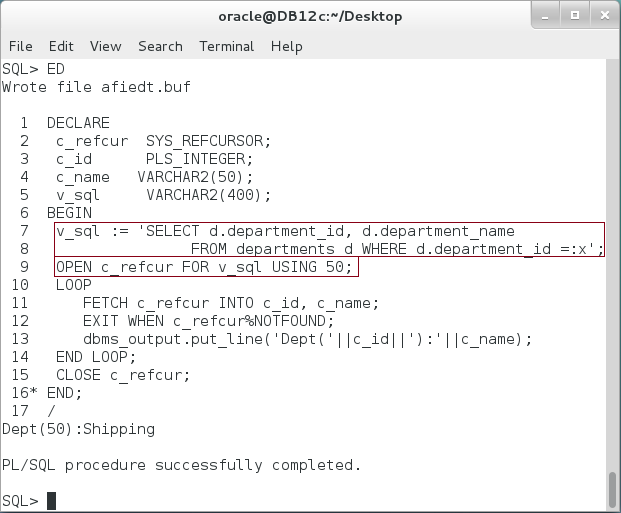 oracle@DB12c:~/Desktop
File Edit View Search Terminal Help
SQL> ED
Wrote file afiedt.buf
1 DECLARE
2 c_refcur SYS_REFCURSOR;
3 c_id PLS_INTEGER;
4 c_name VARCHAR2(50);
5 v_sql VARCHAR2(400);
6 BEGIN
7 v_sql := 'SELECT d.department_id, d.department_name
8 FROM departments d WHERE d.department_id =:x';
9 OPEN c_refcur FOR v_sql USING 50;
10 LOOP
11 FETCH c_refcur INTO c_id, c_name;
12 EXIT WHEN c_refcur%NOTFOUND;
13 dbms_output.put_line('Dept('||c_id||'):'||c_name);
14 END LOOP;
15 CLOSE c_refcur;
16* END;
17 /
Dept(50):Shipping
PL/SQL procedure successfully completed.
SQL>